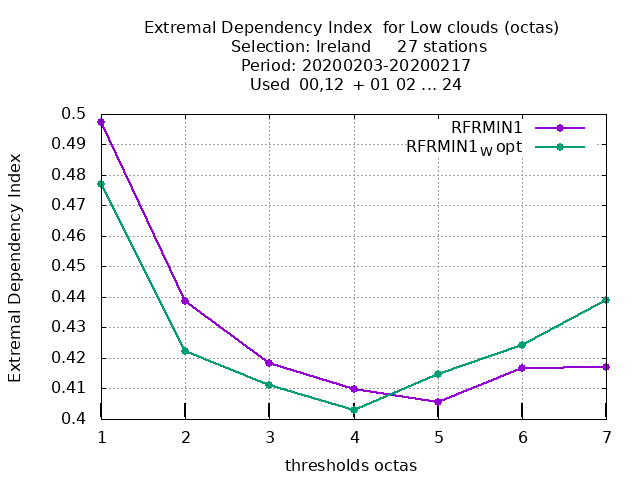 Extremal Dependency Index for Low clouds (octas)
Selection: Ireland 27 stations
Period: 20200203-20200217
Used 00,12 + 01 02 ... 24
RFRMIN1
RFRMIN1W opt
Extremal Dependency Index
0.5
0.49
0.48
0.47
0.46
0.45
0.44
0.43
0.42
0.41
0.4
1 2 3 4 5 6 7
thresholds octas